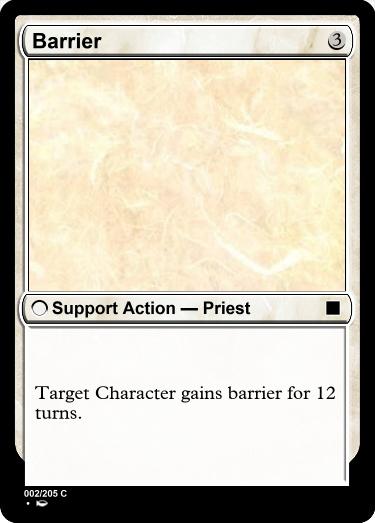 Barrier 3
Support Action — Priest
Target Character gains barrier for 12
turns.
002/205 C